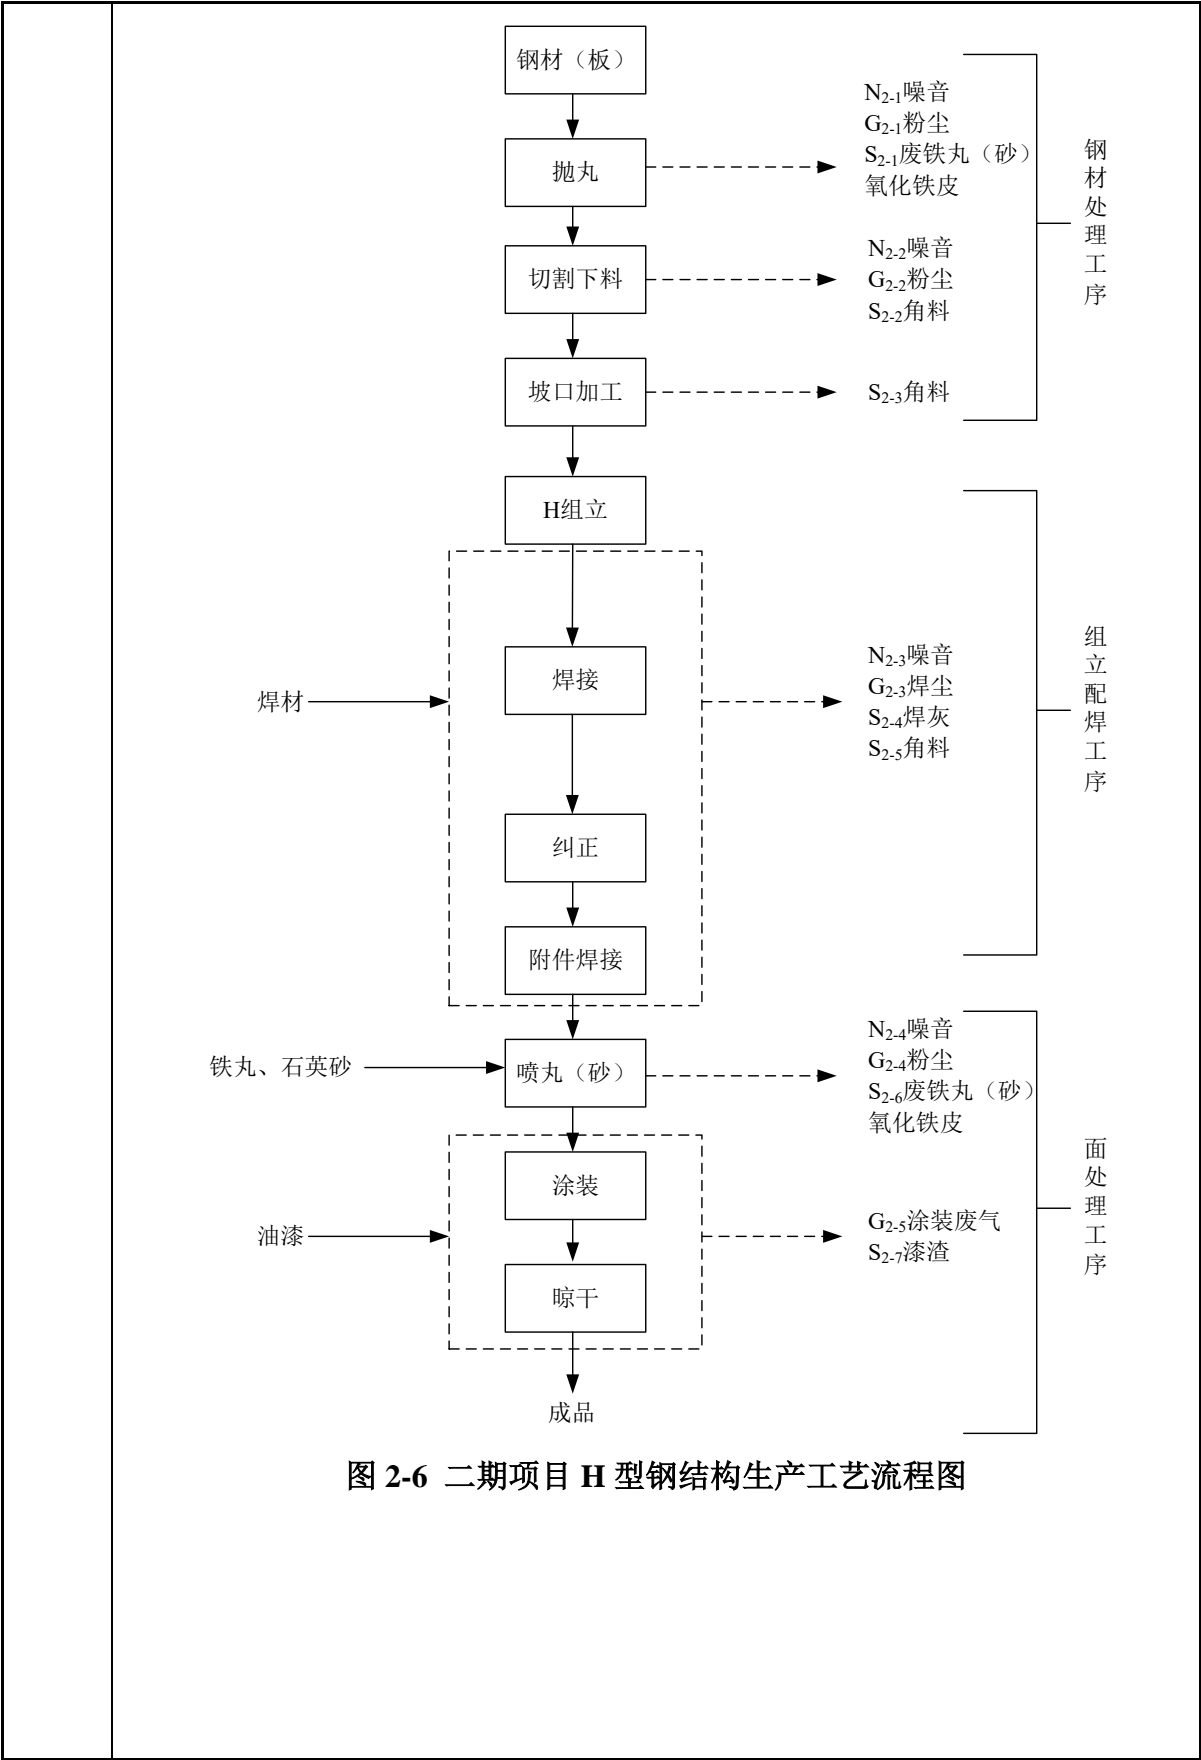 钢材（板）
N2-1噪音
G2-1粉尘
S2-1废铁丸（砂）
氧化铁皮
抛丸
钢材处理工序
N2-2噪音
G2-2粉尘
S2-2角料
切割下料
坡口加工
S2-3角料
H组立
焊材
焊接
N2-3噪音
G2-3焊尘
S2-4焊灰
S2-5角料
组立配焊工序
纠正
附件焊接
铁丸、石英砂
喷丸（砂）
N2-4噪音
G2-4粉尘
S2-6废铁丸（砂）
氧化铁皮
面处理工序
涂装
油漆
G2-5涂装废气
S2-7漆渣
晾干
成品
图 2-6 二期项目 H 型钢结构生产工艺流程图